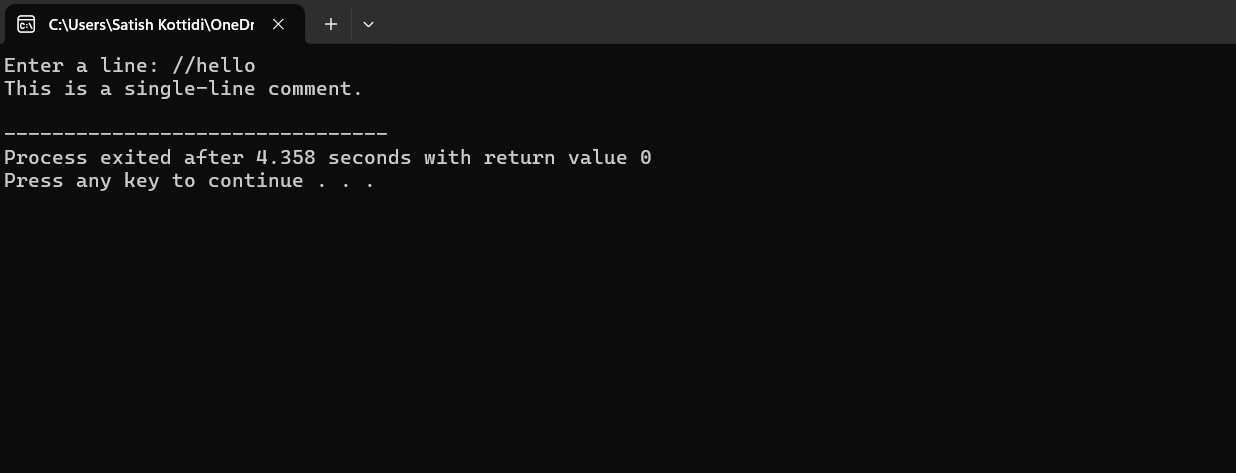 C:\Users\Satish Kottidi\OneDr
Enter a line: //hello
This is a single-line comment.
--------------------------------
Process exited after 4.358 seconds with return value 0
Press any key to continue . . .